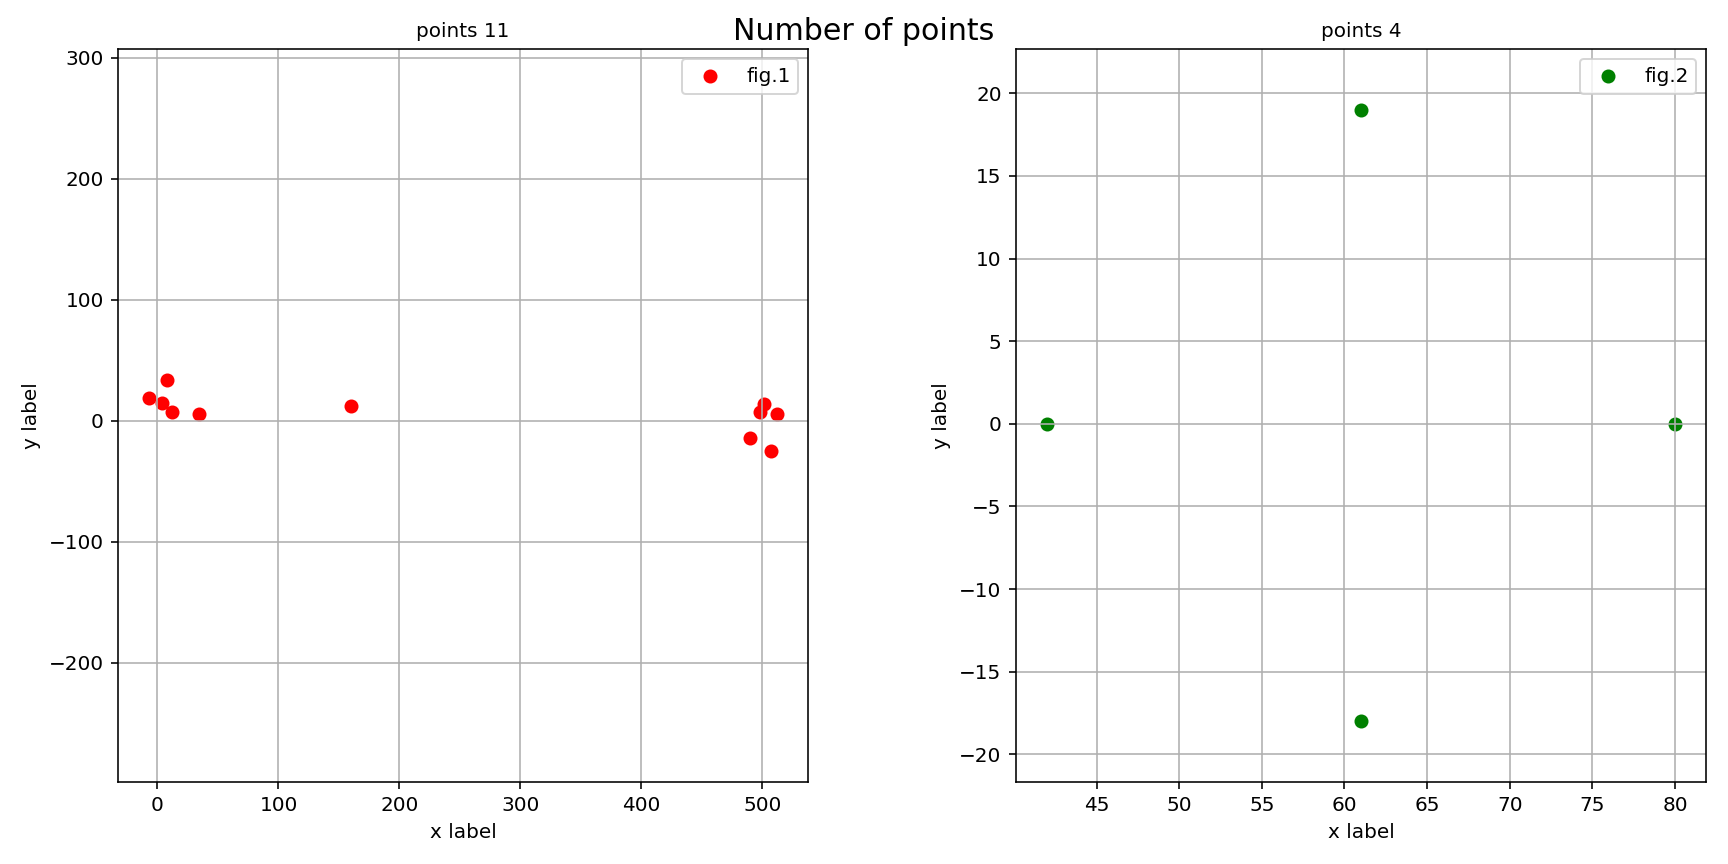 Number of points
points 11
fig.1
300
200
100
0
−100
−200
y label
0 100 200 300 400 500
x label
points 4
fig.2
20
15
10
5
0
−5
−10
−15
−20
y label
45 50 55 60 65 70 75 80
x label